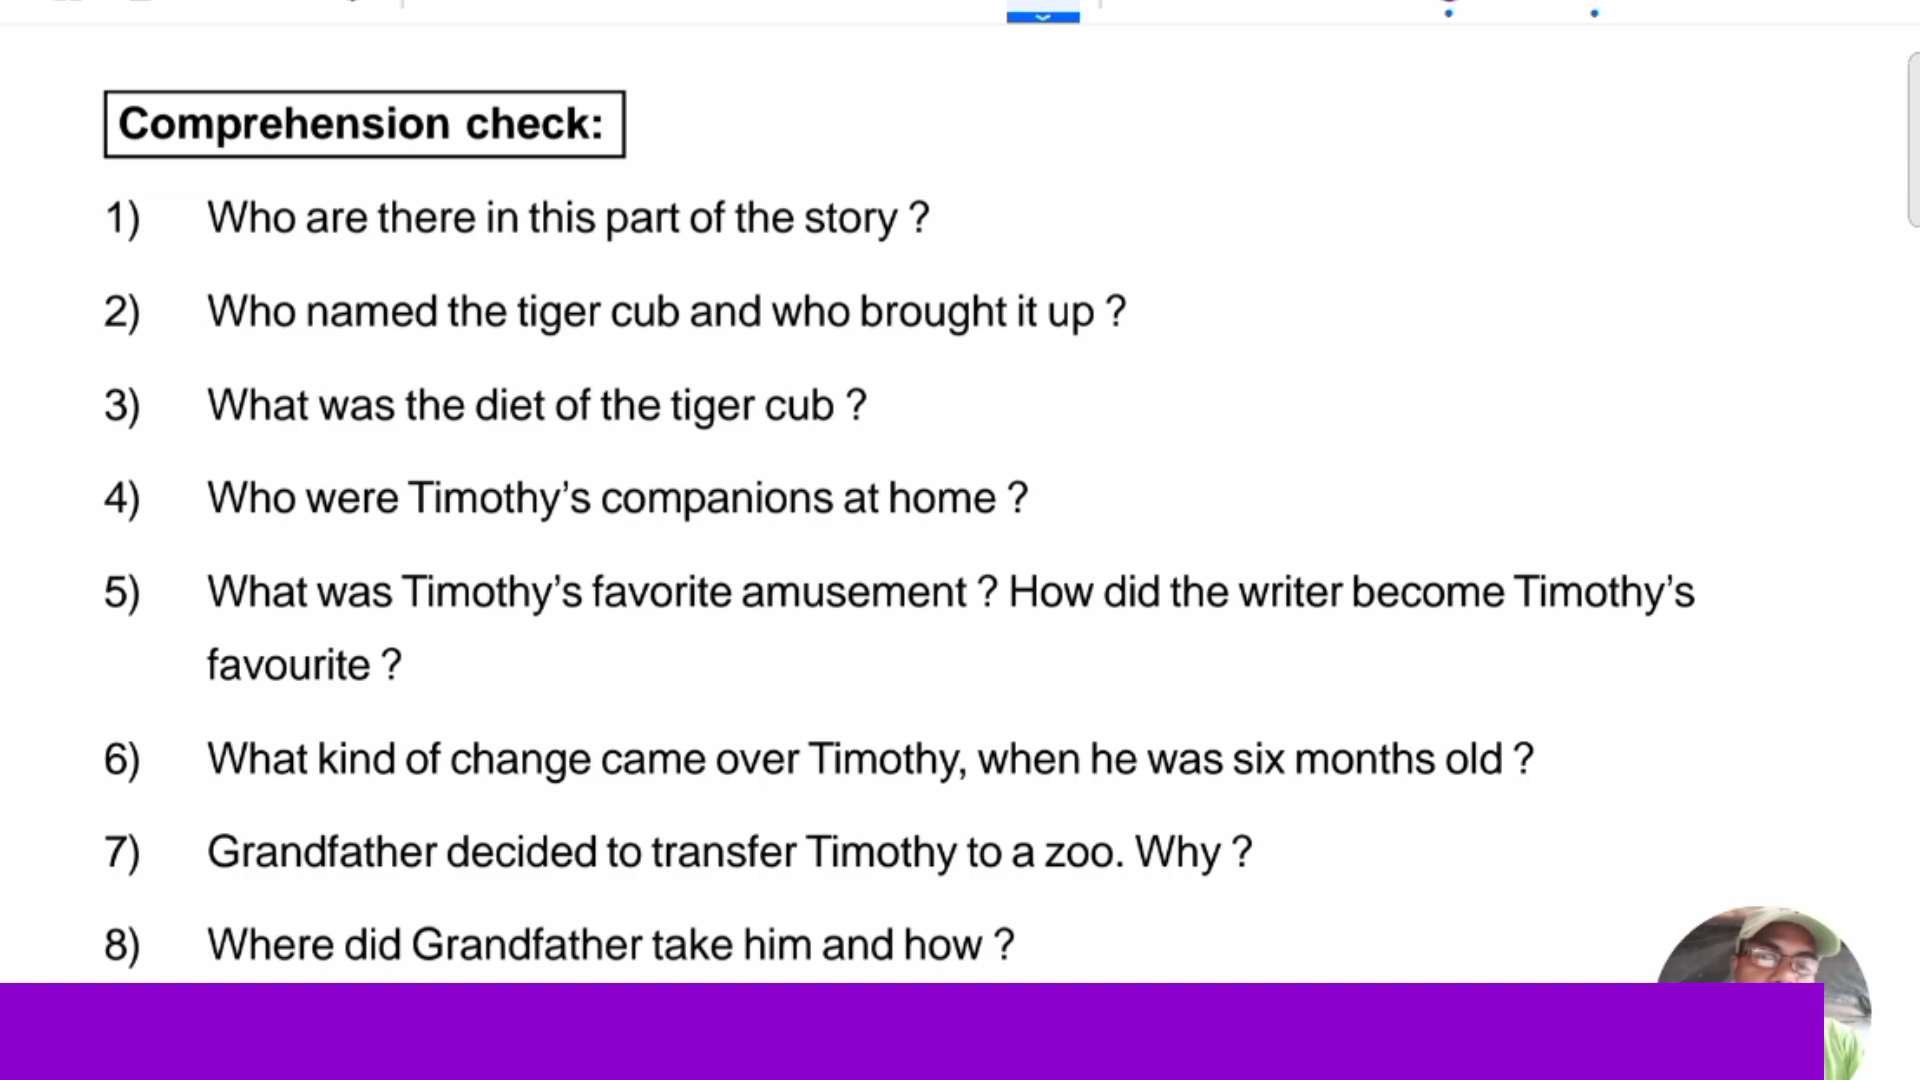 Comprehension check:
1) Who are there in this part of the story ?
2) Who named the tiger cub and who brought it up ?
3) What was the diet of the tiger cub ?
4) Who were Timothy’s companions at home ?
5) What was Timothy’s favorite amusement ? How did the writer become Timothy’s
favourite ?
6) What kind of change came over Timothy, when he was six months old ?
7) Grandfather decided to transfer Timothy to a zoo. Why ?
8) Where did Grandfather take him and how ?